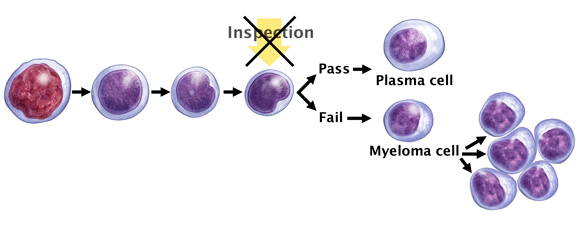 Inspection
Pass
Plasma cell
Fail
Myeloma cell